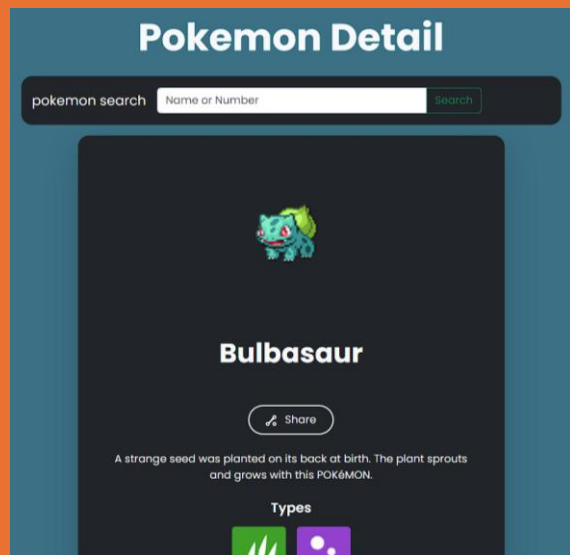 Pokemon Detail
pokemon search Name or Number Search
Bulbasaur
Share
A strange seed was planted on its back at birth. The plant sprouts
and grows with this POKéMON.
Types